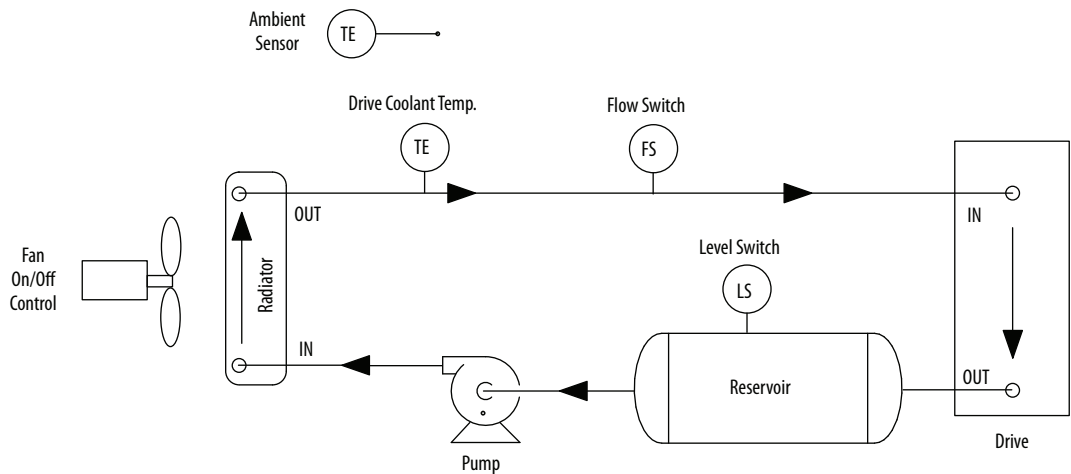 Ambient
Sensor
TE
Drive Coolant Temp.
TE
Flow Switch
FS
OUT
IN
Fan
On/Off
Control
Radiator
Level Switch
LS
IN
Reservoir
OUT
Pump
Drive